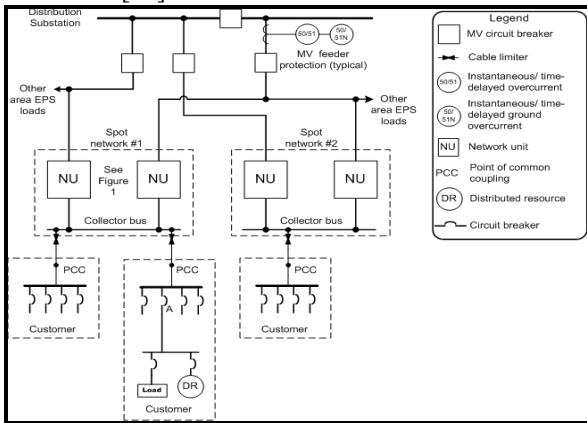 Distribution
Substation
50/51
50/
51N
MV feeder
protection (typical)
Other
area EPS
loads
Other
area EPS
loads
Spot
network #1
Spot
network #2
NU
See
Figure
1
NU
NU
NU
Collector bus
Collector bus
PCC
PCC
PCC
A
Customer
Customer
Load
DR
Customer
Legend
MV circuit breaker
Cable limiter
50/51
Instantaneous/ time-
delayed overcurrent
50/
51N
Instantaneous/ time-
delayed ground
overcurrent
NU
Network unit
PCC
Point of common
coupling
DR
Distributed resource
Circuit breaker